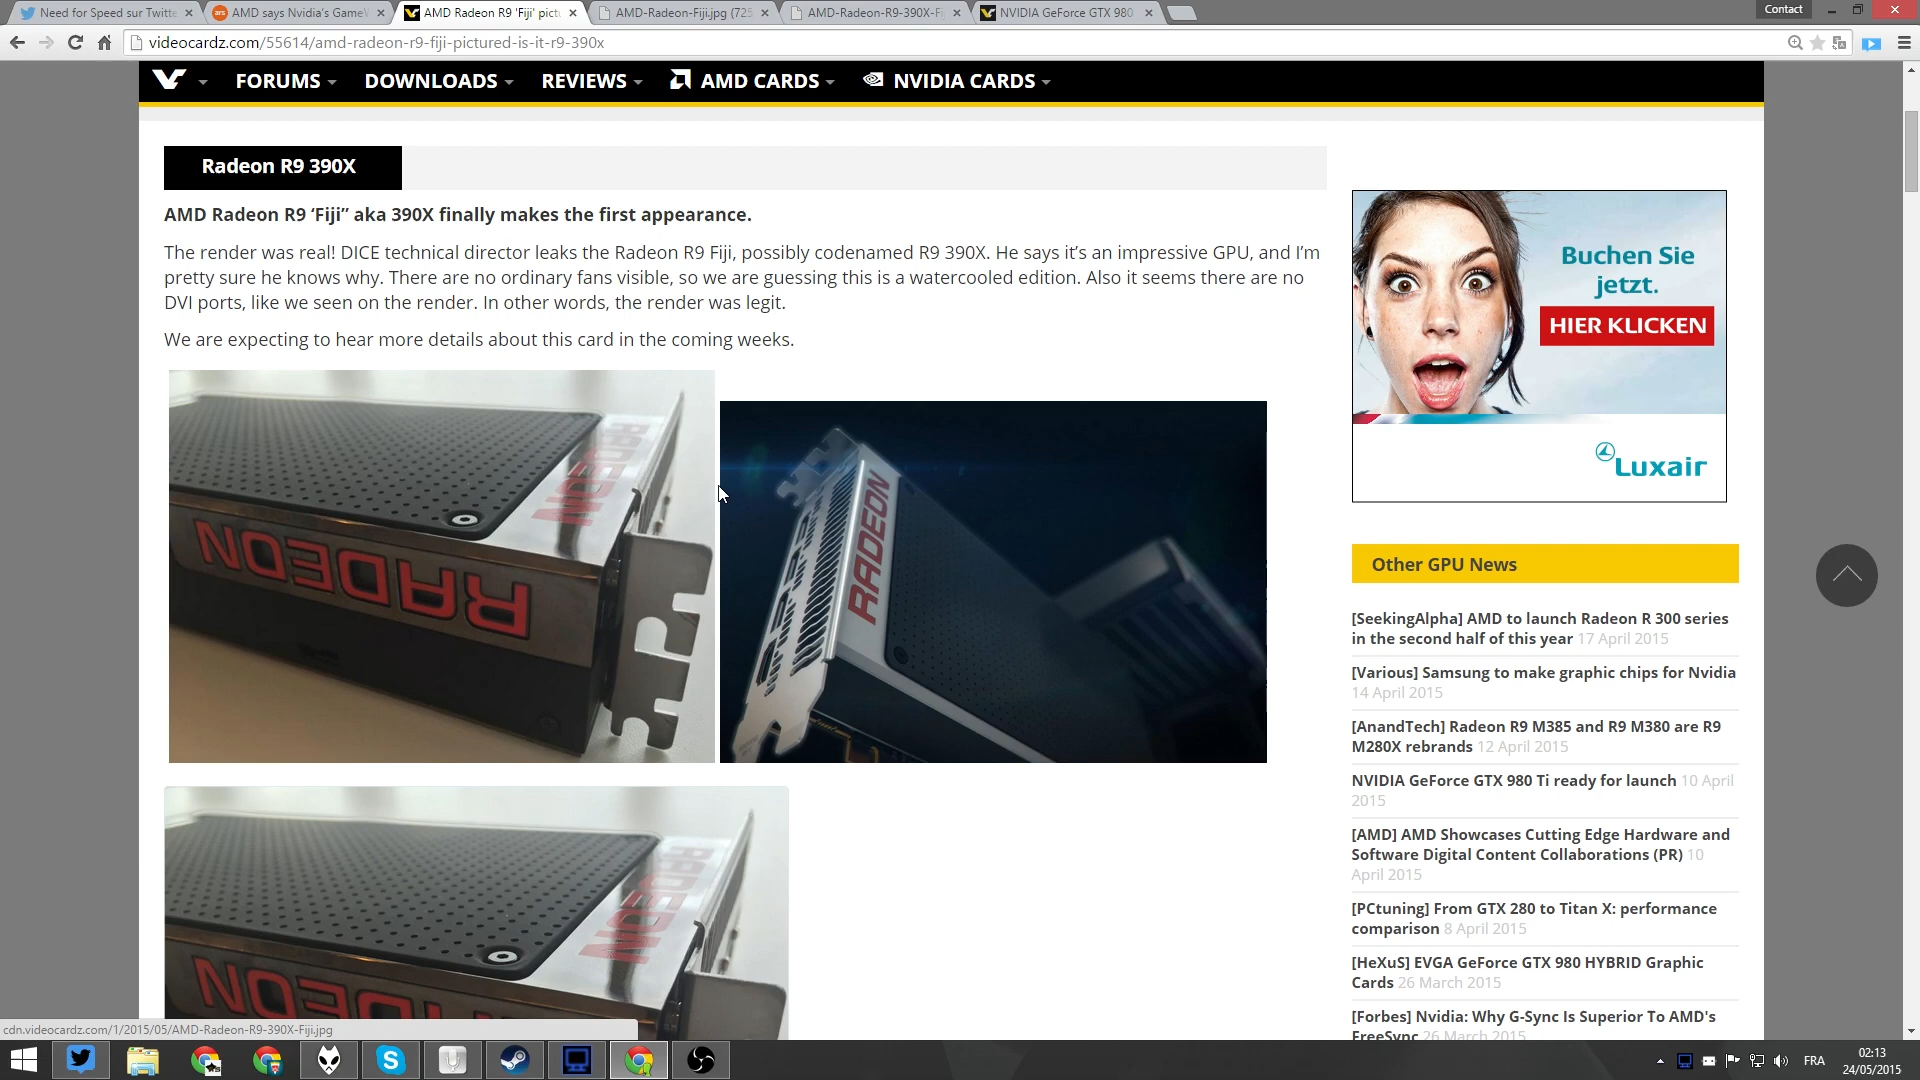 Need for Speed sur Twitte
AMD says Nvidia's GameW
AMD Radeon R9 'Fiji' pictu
AMD-Radeon-Fiji.jpg (725
AMD-Radeon-R9-390X-Fi
NVIDIA GeForce GTX 980
Contact
videocardz.com/55614/amd-radeon-r9-fiji-pictured-is-it-r9-390x
FORUMS
DOWNLOADS
REVIEWS
AMD CARDS
NVIDIA CARDS
Radeon R9 390X
AMD Radeon R9 ‘Fiji” aka 390X finally makes the first appearance.
The render was real! DICE technical director leaks the Radeon R9 Fiji, possibly codenamed R9 390X. He says it’s an impressive GPU, and I’m
pretty sure he knows why. There are no ordinary fans visible, so we are guessing this is a watercooled edition. Also it seems there are no
DVI ports, like we seen on the render. In other words, the render was legit.
We are expecting to hear more details about this card in the coming weeks.
RADEON
RADEON
RADEON
RADEON
RADEON
Buchen Sie
jetzt.
HIER KLICKEN
Luxair
Other GPU News
[SeekingAlpha] AMD to launch Radeon R 300 series
in the second half of this year 17 April 2015
[Various] Samsung to make graphic chips for Nvidia
14 April 2015
[AnandTech] Radeon R9 M385 and R9 M380 are R9
M280X rebrands 12 April 2015
NVIDIA GeForce GTX 980 Ti ready for launch 10 April
2015
[AMD] AMD Showcases Cutting Edge Hardware and
Software Digital Content Collaborations (PR) 10
April 2015
[PCtuning] From GTX 280 to Titan X: performance
comparison 8 April 2015
[HeXuS] EVGA GeForce GTX 980 HYBRID Graphic
Cards 26 March 2015
[Forbes] Nvidia: Why G-Sync Is Superior To AMD's
FreeSync 26 March 2015
cdn.videocardz.com/1/2015/05/AMD-Radeon-R9-390X-Fiji.jpg
FRA
02:13
24/05/2015